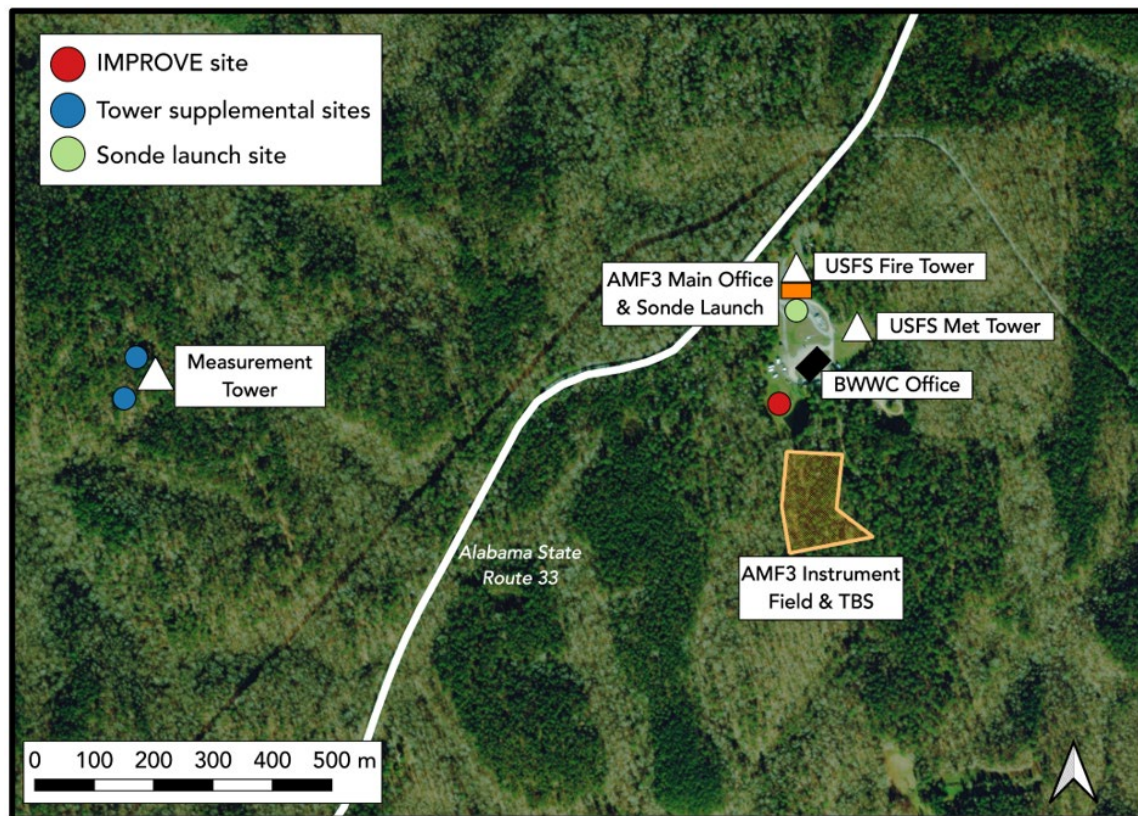 IMPROVE site
Tower supplemental sites
Sonde launch site
AMF3 Main Office
& Sonde Launch
USFS Fire Tower
USFS Met Tower
Measurement
Tower
BWWC Office
Alabama State
Route 33
AMF3 Instrument
Field & TBS
0 100 200 300 400 500 m